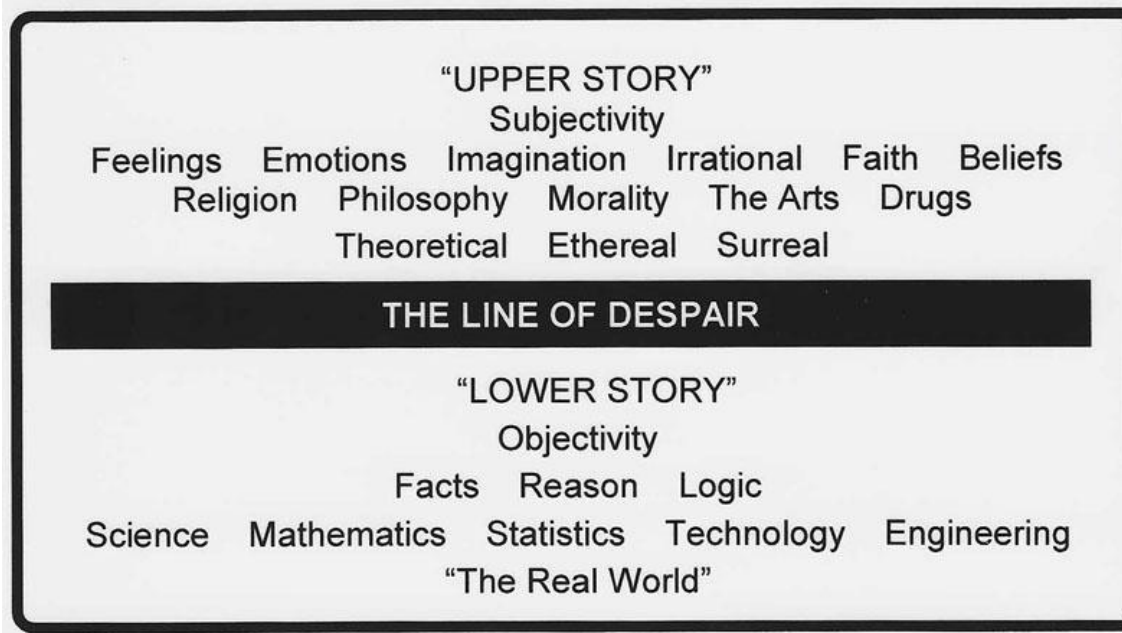 “UPPER STORY”
Subjectivity
Feelings Emotions Imagination Irrational Faith Beliefs
Religion Philosophy Morality The Arts Drugs
Theoretical Ethereal Surreal
THE LINE OF DESPAIR
“LOWER STORY”
Objectivity
Facts Reason Logic
Science Mathematics Statistics Technology Engineering
“The Real World”